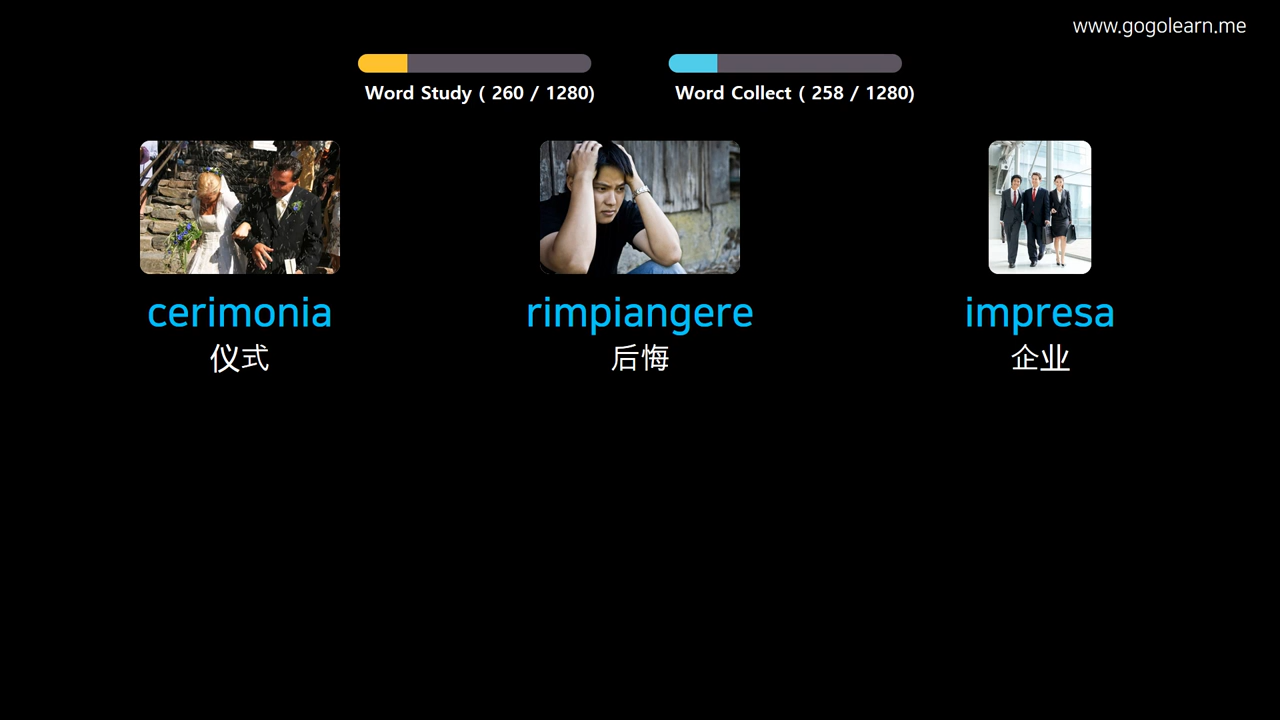 www.gogolearn.me
Word Study ( 260 / 1280)
Word Collect ( 258 / 1280)
cerimonia
仪式
rimpiangere
后悔
impresa
企业